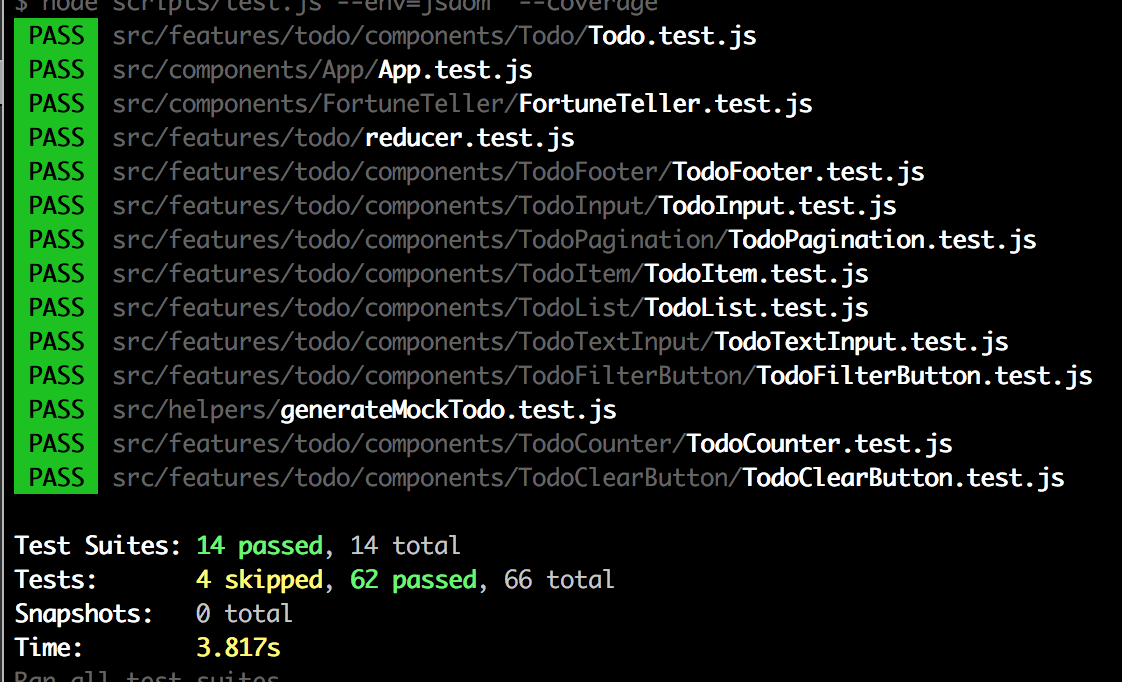 $ node scripts/test.js --env=jsdom --coverage
PASS src/features/todo/components/Todo/Todo.test.js
PASS src/components/App/App.test.js
PASS src/components/FortuneTeller/FortuneTeller.test.js
PASS src/features/todo/reducer.test.js
PASS src/features/todo/components/TodoFooter/TodoFooter.test.js
PASS src/features/todo/components/TodoInput/TodoInput.test.js
PASS src/features/todo/components/TodoPagination/TodoPagination.test.js
PASS src/features/todo/components/TodoItem/TodoItem.test.js
PASS src/features/todo/components/TodoList/TodoList.test.js
PASS src/features/todo/components/TodoTextInput/TodoTextInput.test.js
PASS src/features/todo/components/TodoFilterButton/TodoFilterButton.test.js
PASS src/helpers/generateMockTodo.test.js
PASS src/features/todo/components/TodoCounter/TodoCounter.test.js
PASS src/features/todo/components/TodoClearButton/TodoClearButton.test.js
Test Suites: 14 passed, 14 total
Tests: 4 skipped, 62 passed, 66 total
Snapshots: 0 total
Time: 3.817s
Ran all test suites.